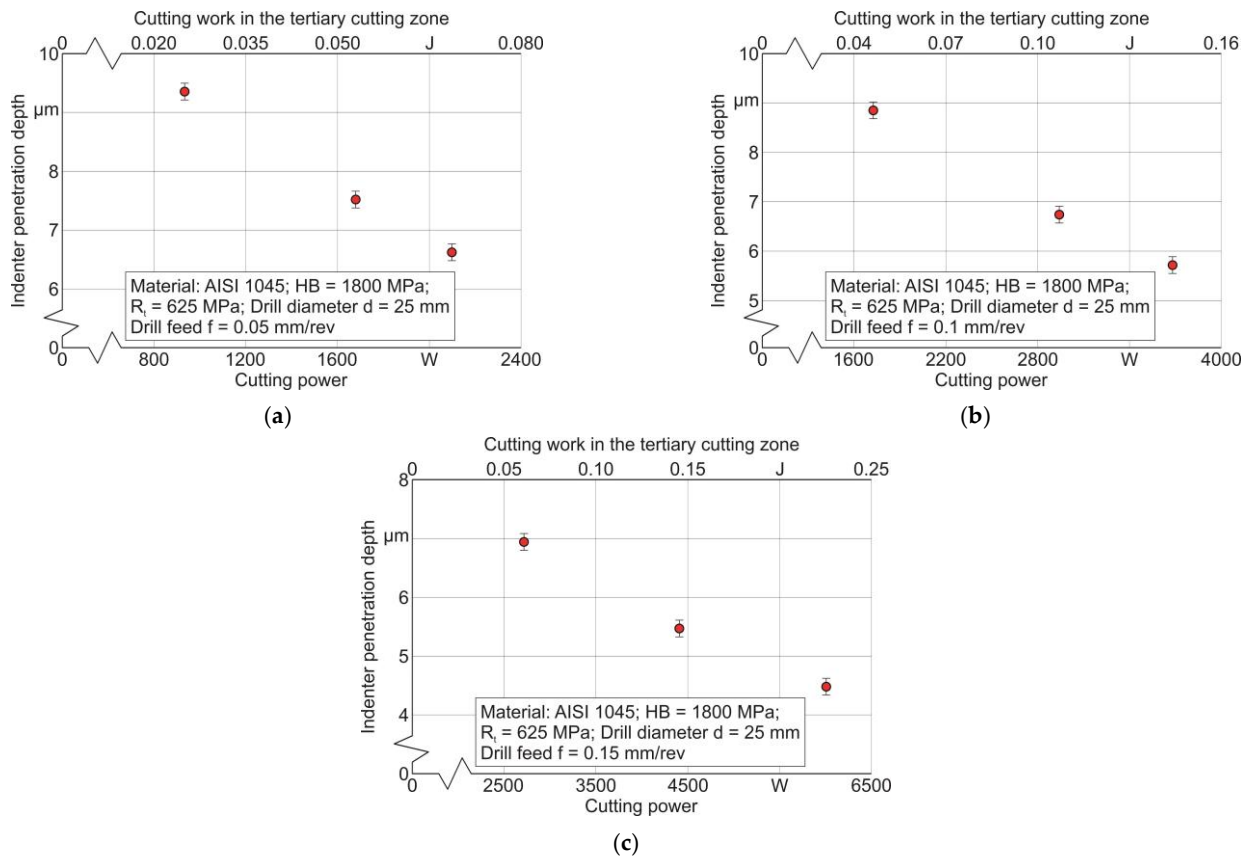 Cutting work in the tertiary cutting zone
0 0.020 0.035 0.050 J 0.080
Indenter penetration depth
10
µm
8
7
6
0
Material: AISI 1045; HB = 1800 MPa;
Rₜ = 625 MPa; Drill diameter d = 25 mm
Drill feed f = 0.05 mm/rev
0 800 1200 1600 W 2400
Cutting power
(a)
Cutting work in the tertiary cutting zone
0 0.04 0.07 0.10 J 0.16
Indenter penetration depth
10
µm
8
7
6
5
0
Material: AISI 1045; HB = 1800 MPa;
Rₜ = 625 MPa; Drill diameter d = 25 mm
Drill feed f = 0.1 mm/rev
0 1600 2200 2800 W 4000
Cutting power
(b)
Cutting work in the tertiary cutting zone
0 0.05 0.10 0.15 J 0.25
Indenter penetration depth
8
µm
6
5
4
0
Material: AISI 1045; HB = 1800 MPa;
Rₜ = 625 MPa; Drill diameter d = 25 mm
Drill feed f = 0.15 mm/rev
0 2500 3500 4500 W 6500
Cutting power
(c)